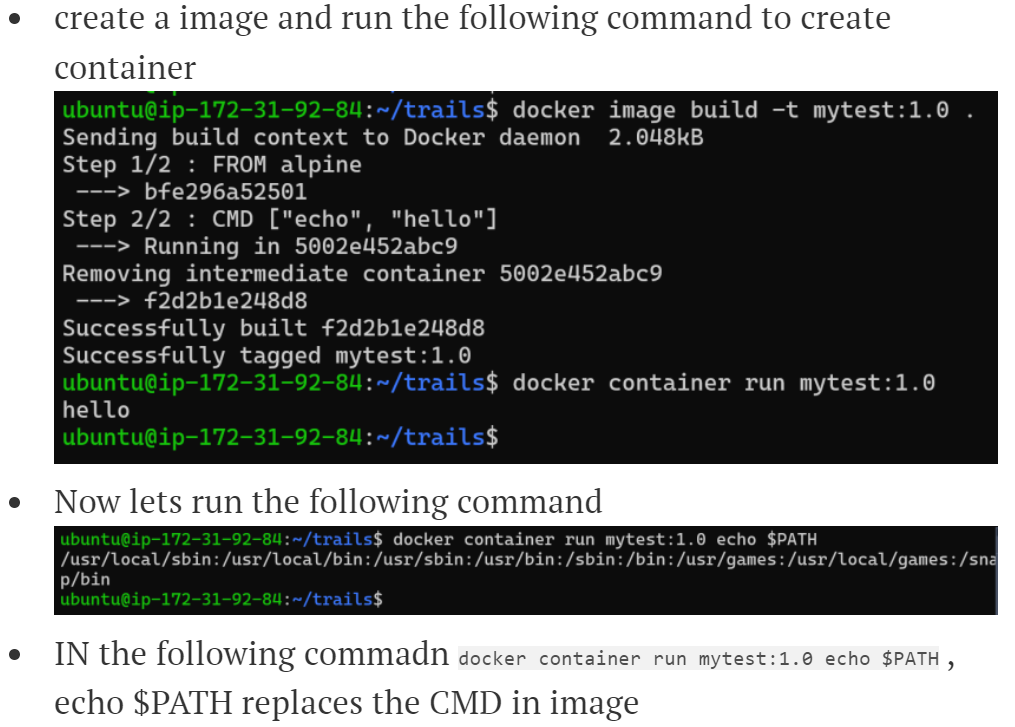 • create a image and run the following command to create
container
ubuntu@ip-172-31-92-84:~/trails$ docker image build -t mytest:1.0 .
Sending build context to Docker daemon  2.048kB
Step 1/2 : FROM alpine
 ---> bfe296a52501
Step 2/2 : CMD ["echo", "hello"]
 ---> Running in 5002e452abc9
Removing intermediate container 5002e452abc9
 ---> f2d2b1e248d8
Successfully built f2d2b1e248d8
Successfully tagged mytest:1.0
ubuntu@ip-172-31-92-84:~/trails$ docker container run mytest:1.0
hello
ubuntu@ip-172-31-92-84:~/trails$
• Now lets run the following command
ubuntu@ip-172-31-92-84:~/trails$ docker container run mytest:1.0 echo $PATH
/usr/local/sbin:/usr/local/bin:/usr/sbin:/usr/bin:/sbin:/bin:/usr/games:/usr/local/games:/sna
p/bin
ubuntu@ip-172-31-92-84:~/trails$
• IN the following commadn docker container run mytest:1.0 echo $PATH ,
echo $PATH replaces the CMD in image